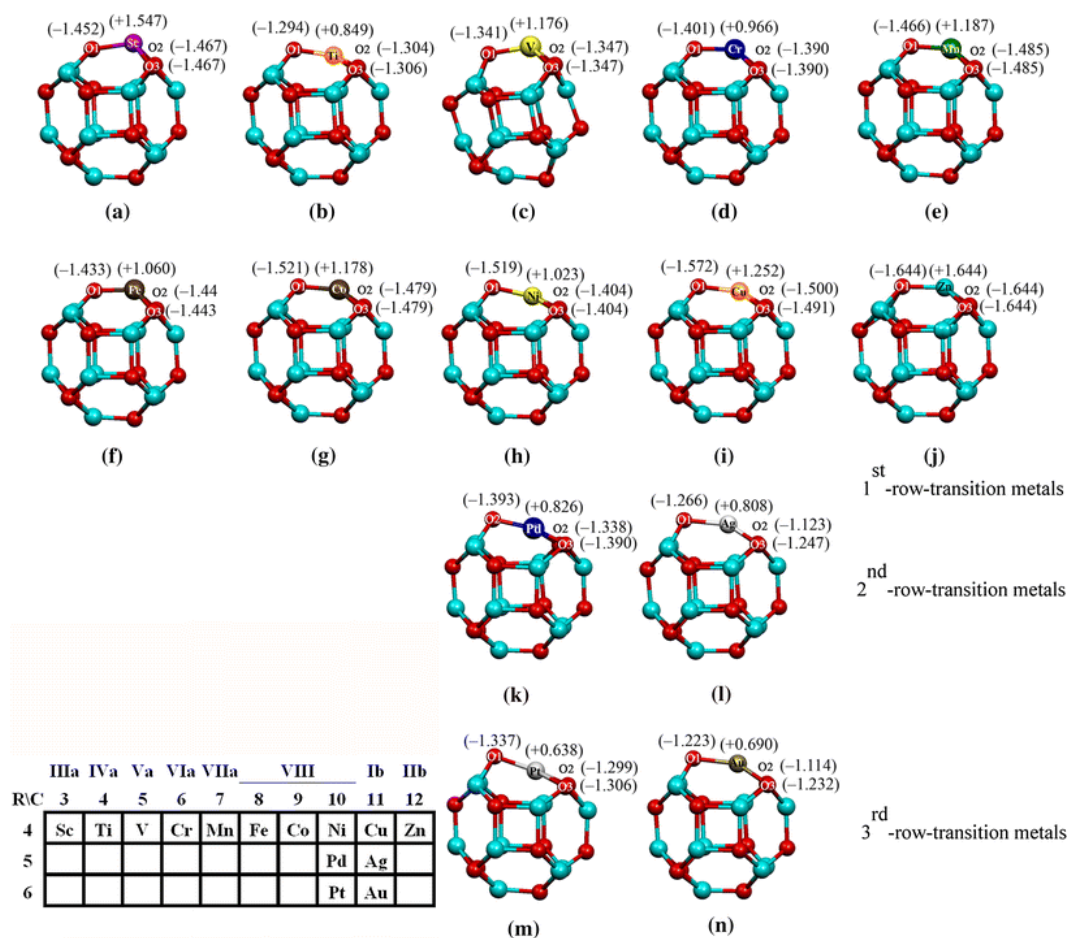 (−1.452) (+1.547)
O1 Sc O2 (−1.467)
O3 (−1.467)
(a)
(−1.294) (+0.849)
O1 Ti O2 (−1.304)
O3 (−1.306)
(b)
(−1.341) (+1.176)
O1 V O2 (−1.347)
O3 (−1.347)
(c)
(−1.401) (+0.966)
O1 Cr O2 (−1.390
O3 (−1.390)
(d)
(−1.466) (+1.187)
O1 Mn O2 (−1.485)
O3 (−1.485)
(e)
(−1.433) (+1.060)
O1 Fe O2 (−1.44
O3 (−1.443
(f)
(−1.521) (+1.178)
O1 Co O2 (−1.479)
O3 (−1.479)
(g)
(−1.519) (+1.023)
O1 Ni O2 (−1.404)
O3 (−1.404)
(h)
(−1.572) (+1.252)
O1 Cu O2 (−1.500)
O3 (−1.491)
(i)
(−1.644) (+1.644)
O1 Zn O2 (−1.644)
O3 (−1.644)
(j)
1st-row-transition metals
(−1.393) (+0.826)
O2 Pd O2 (−1.338)
O3 (−1.390)
(k)
(−1.266) (+0.808)
O1 Ag O2 (−1.123)
O3 (−1.247)
(l)
2nd-row-transition metals
(−1.337) (+0.638)
O1 Pt O2 (−1.299)
O3 (−1.306)
(m)
(−1.223) (+0.690)
O1 Au O2 (−1.114)
O3 (−1.232)
(n)
3rd-row-transition metals
IIIa IVa Va VIa VIIa VIII Ib IIb
R\C 3 4 5 6 7 8 9 10 11 12
4 Sc Ti V Cr Mn Fe Co Ni Cu Zn
5 Pd Ag
6 Pt Au